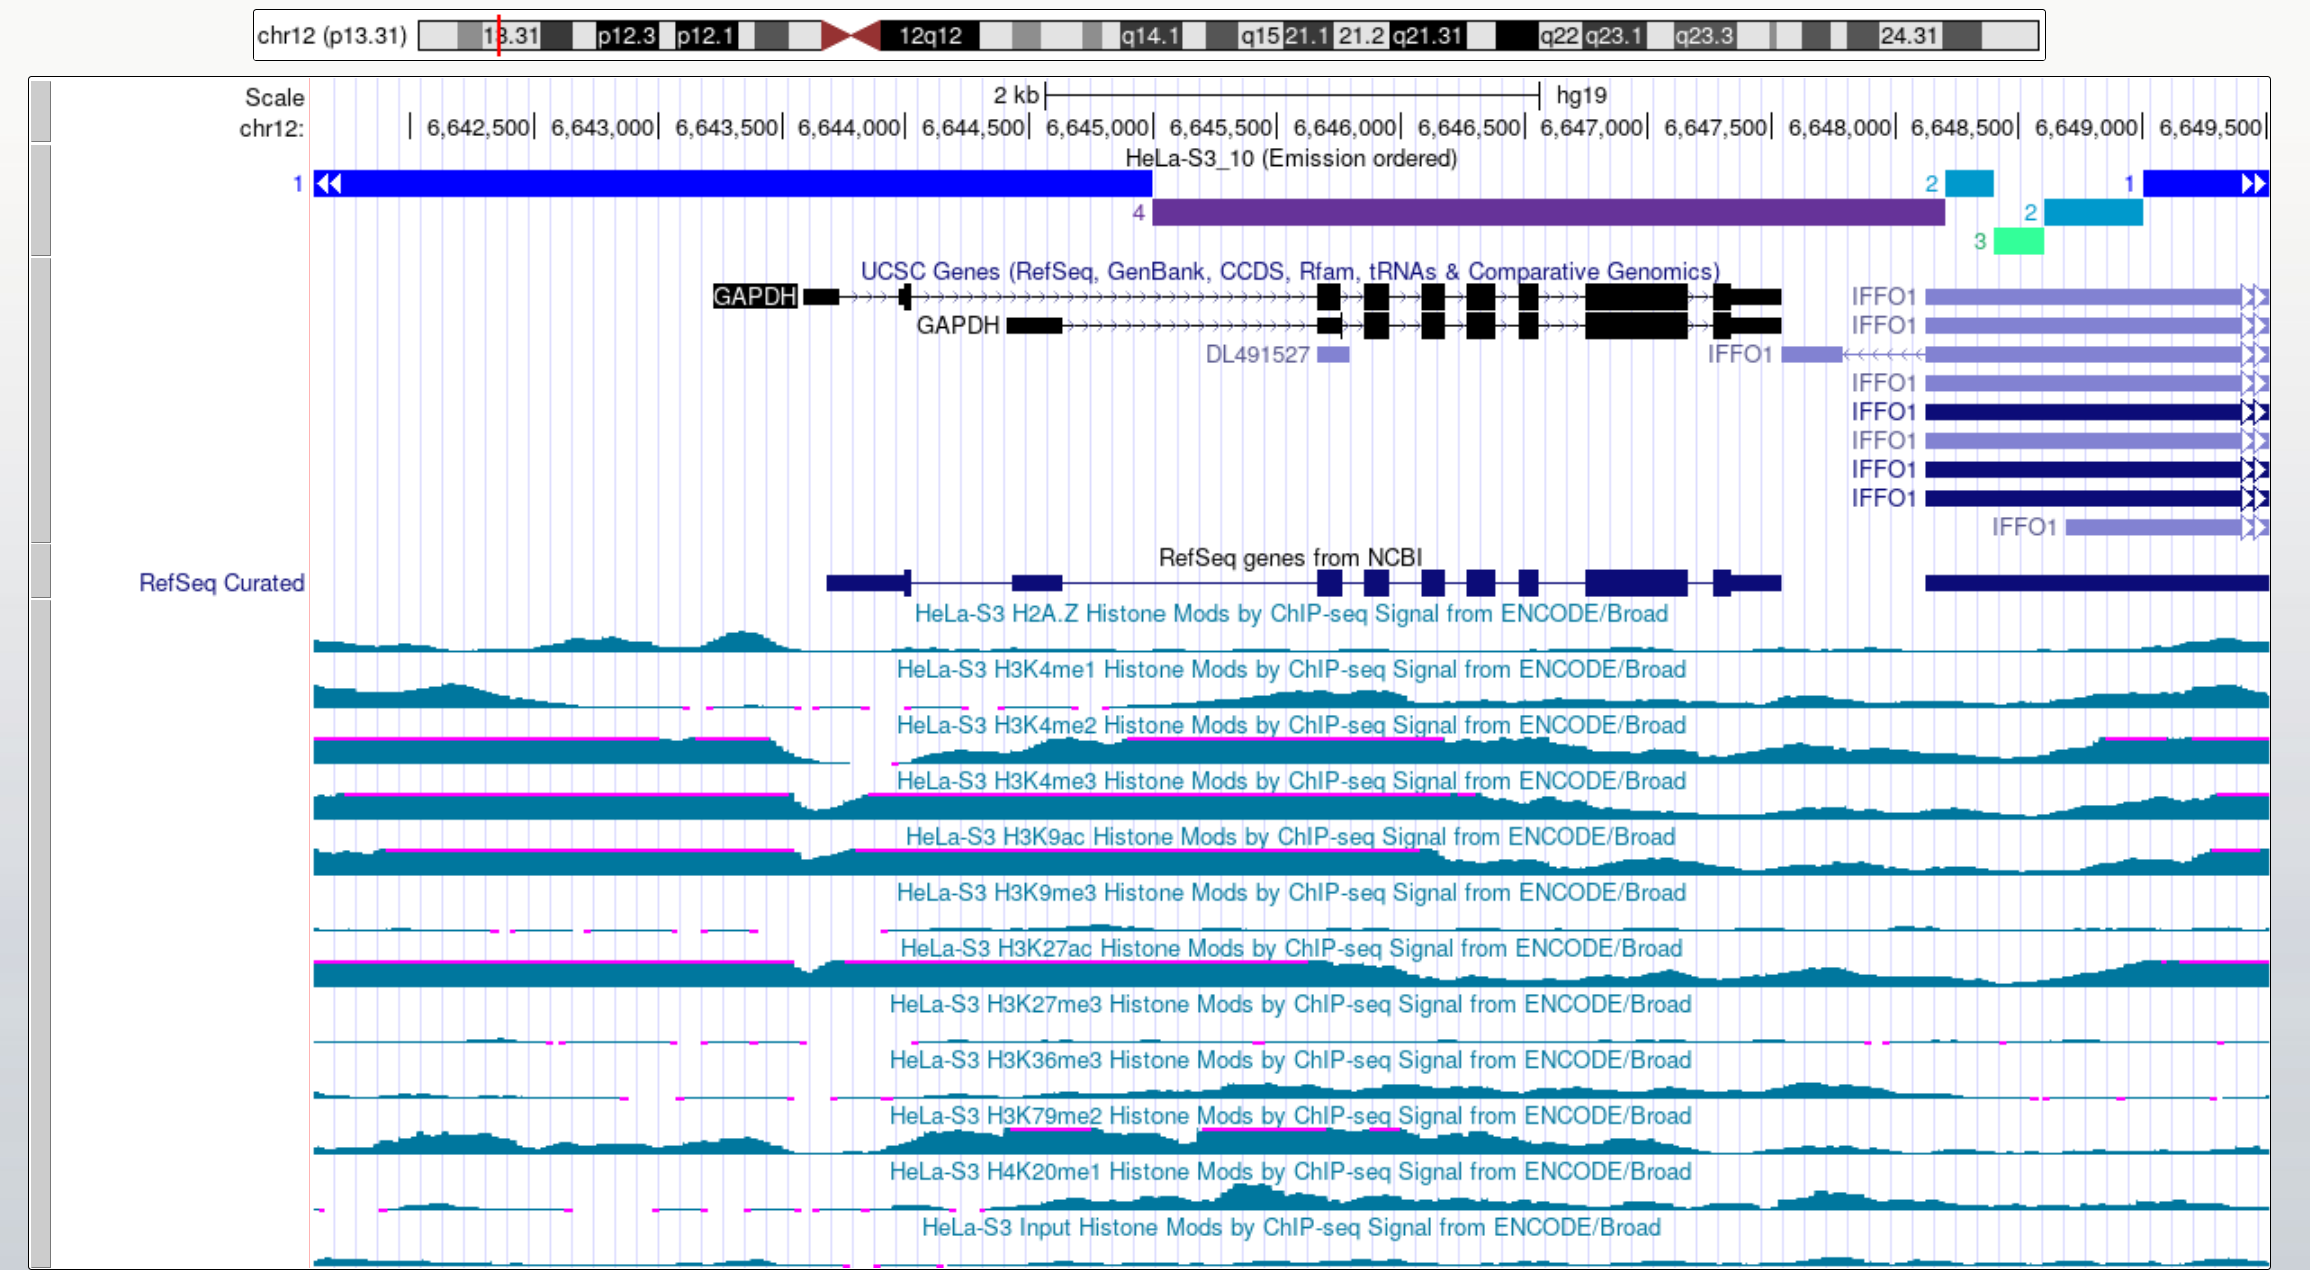 chr12 (p13.31) 13.31 p12.3 p12.1 12q12 q14.1 q15 21.1 21.2 q21.31 q22 q23.1 q23.3 24.31
Scale 2 kb hg19
chr12: 6,642,500 6,643,000 6,643,500 6,644,000 6,644,500 6,645,000 6,645,500 6,646,000 6,646,500 6,647,000 6,647,500 6,648,000 6,648,500 6,649,000 6,649,500
HeLa-S3_10 (Emission ordered)
1 2 1
4 2
3
UCSC Genes (RefSeq, GenBank, CCDS, Rfam, tRNAs & Comparative Genomics)
GAPDH IFFO1
GAPDH IFFO1
DL491527 IFFO1
IFFO1
IFFO1
IFFO1
IFFO1
IFFO1
IFFO1
RefSeq genes from NCBI
RefSeq Curated
HeLa-S3 H2A.Z Histone Mods by ChIP-seq Signal from ENCODE/Broad
HeLa-S3 H3K4me1 Histone Mods by ChIP-seq Signal from ENCODE/Broad
HeLa-S3 H3K4me2 Histone Mods by ChIP-seq Signal from ENCODE/Broad
HeLa-S3 H3K4me3 Histone Mods by ChIP-seq Signal from ENCODE/Broad
HeLa-S3 H3K9ac Histone Mods by ChIP-seq Signal from ENCODE/Broad
HeLa-S3 H3K9me3 Histone Mods by ChIP-seq Signal from ENCODE/Broad
HeLa-S3 H3K27ac Histone Mods by ChIP-seq Signal from ENCODE/Broad
HeLa-S3 H3K27me3 Histone Mods by ChIP-seq Signal from ENCODE/Broad
HeLa-S3 H3K36me3 Histone Mods by ChIP-seq Signal from ENCODE/Broad
HeLa-S3 H3K79me2 Histone Mods by ChIP-seq Signal from ENCODE/Broad
HeLa-S3 H4K20me1 Histone Mods by ChIP-seq Signal from ENCODE/Broad
HeLa-S3 Input Histone Mods by ChIP-seq Signal from ENCODE/Broad